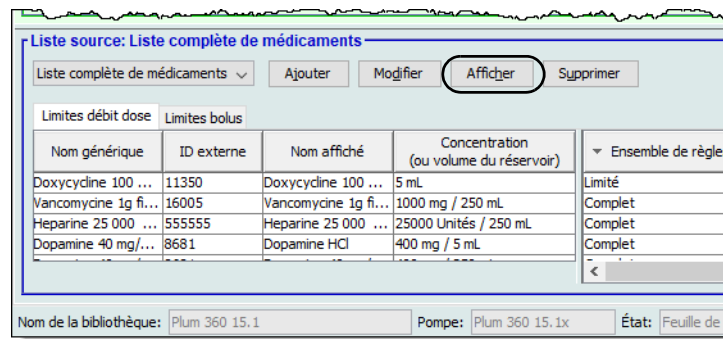 Liste source: Liste complète de médicaments
Liste complète de médicaments Ajouter Modifier Afficher Supprimer
Limites débit dose Limites bolus
Nom générique ID externe Nom affiché Concentration (ou volume du réservoir) Ensemble de règle
Doxycycline 100 ... 11350 Doxycycline 100 ... 5 mL Limité
Vancomycine 1g fi... 16005 Vancomycine 1g fi... 1000 mg / 250 mL Complet
Heparine 25 000 ... 555555 Heparine 25 000 ... 25000 Unités / 250 mL Complet
Dopamine 40 mg/... 8681 Dopamine HCl 400 mg / 5 mL Complet
Nom de la bibliothèque: Plum 360 15.1 Pompe: Plum 360 15.1x État: Feuille de